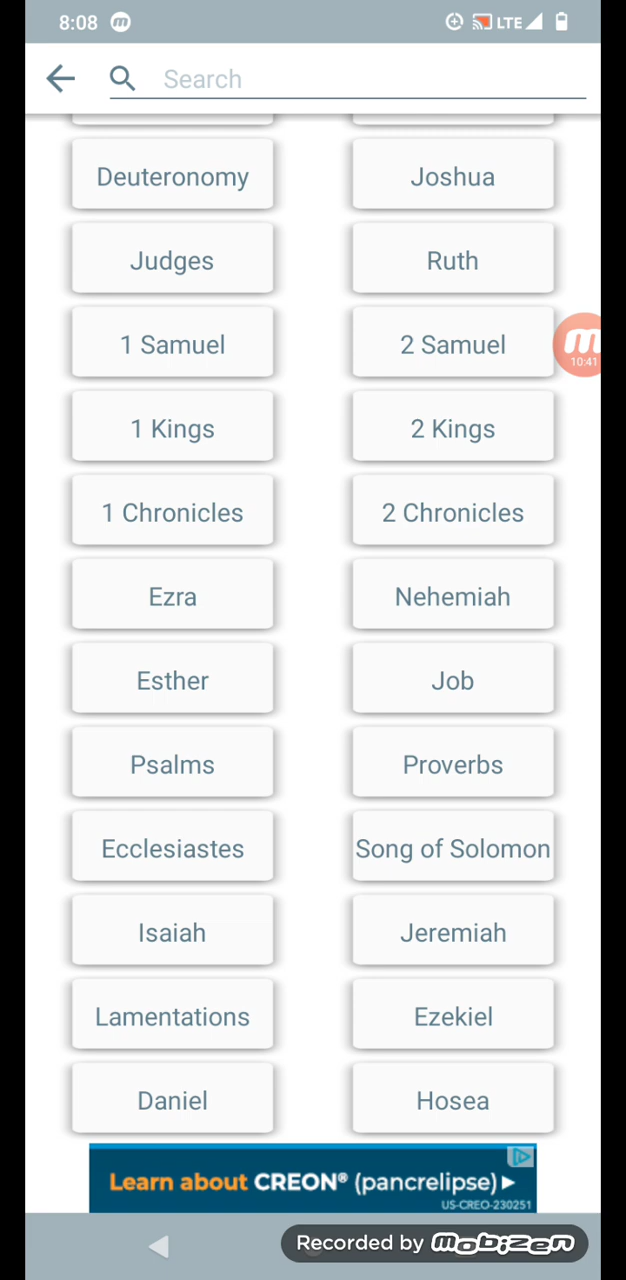 8:08 m LTE
Search
Deuteronomy Joshua
Judges Ruth
1 Samuel 2 Samuel
m
10:41
1 Kings 2 Kings
1 Chronicles 2 Chronicles
Ezra Nehemiah
Esther Job
Psalms Proverbs
Ecclesiastes Song of Solomon
Isaiah Jeremiah
Lamentations Ezekiel
Daniel Hosea
Learn about CREON® (pancrelipse)
US-CREO-230251
Recorded by mobizen